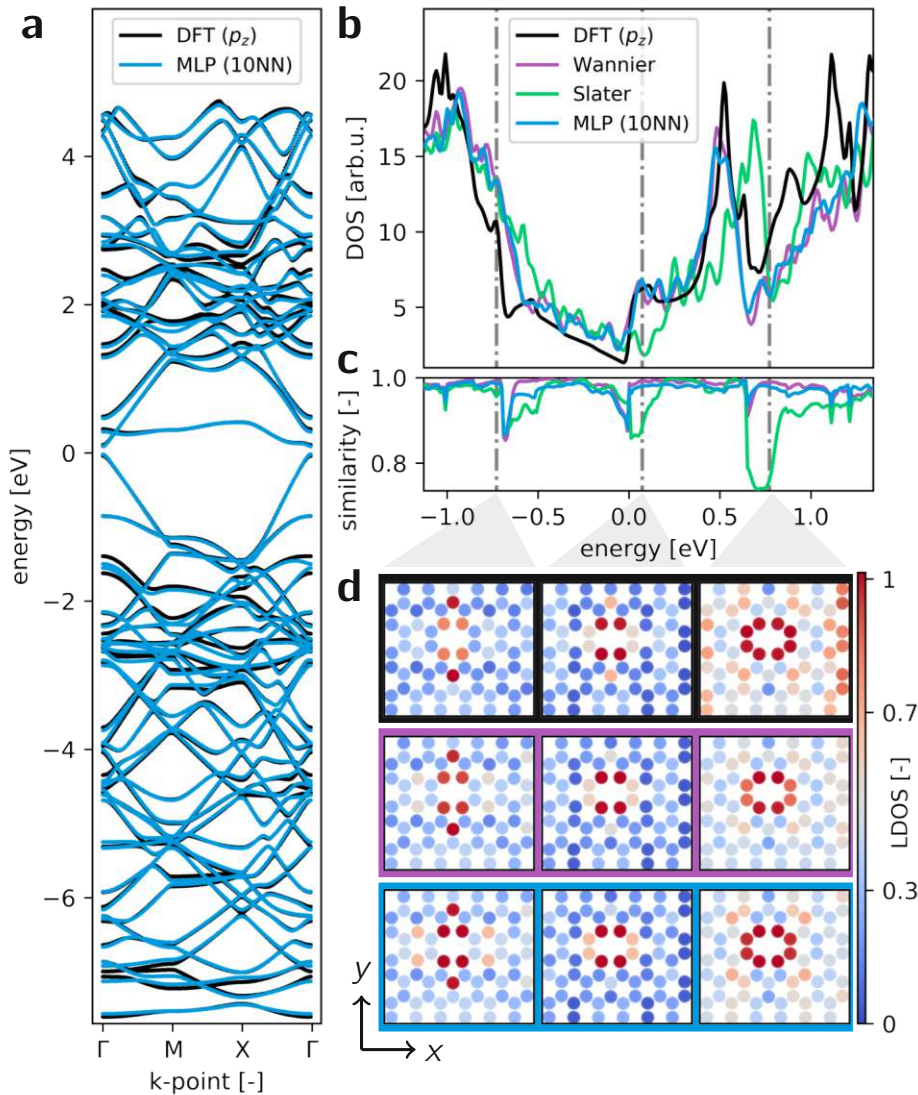 a
DFT (pz)
MLP (10NN)
energy [eV]
4
2
0
−2
−4
−6
Γ
M
X
Γ
k-point [-]
b
DFT (pz)
Wannier
Slater
MLP (10NN)
DOS [arb.u.]
20
15
10
5
c
similarity [-]
1.0
0.8
−1.0
−0.5
0.0
0.5
1.0
energy [eV]
d
1
0.7
0.3
0
LDOS [-]
y
x